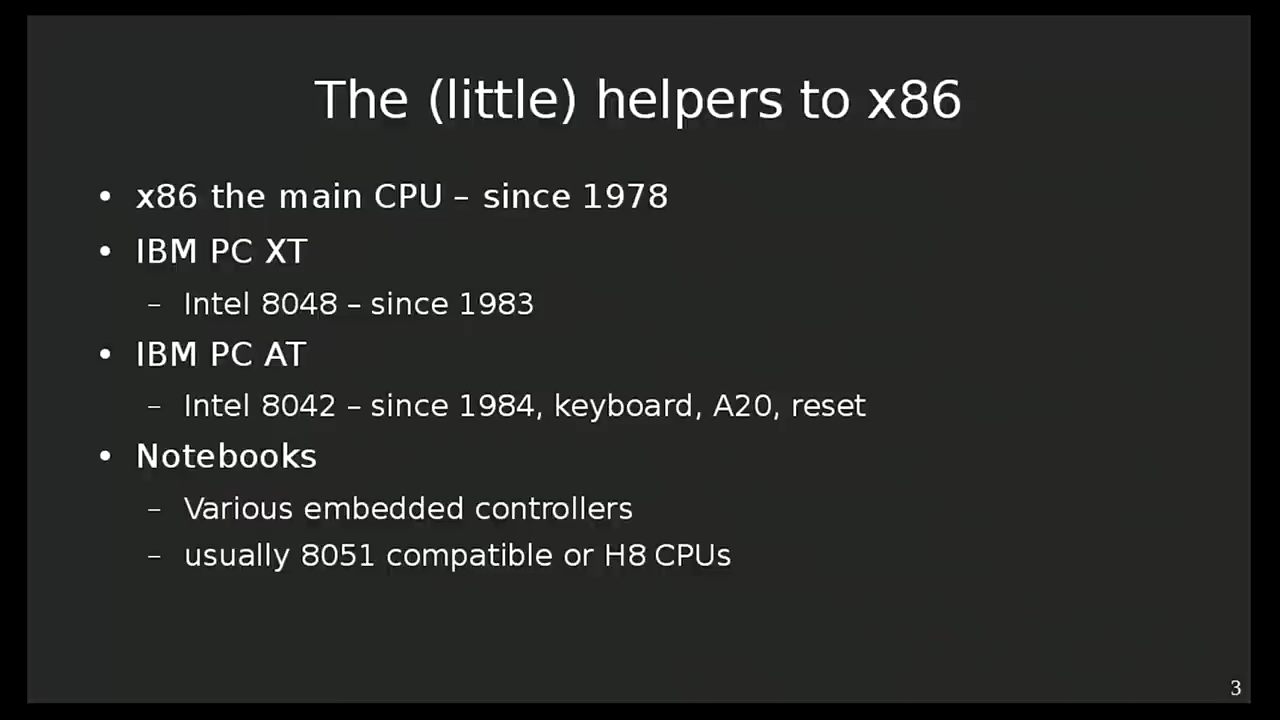 The (little) helpers to x86
• x86 the main CPU – since 1978
• IBM PC XT
– Intel 8048 – since 1983
• IBM PC AT
– Intel 8042 – since 1984, keyboard, A20, reset
• Notebooks
– Various embedded controllers
– usually 8051 compatible or H8 CPUs
3